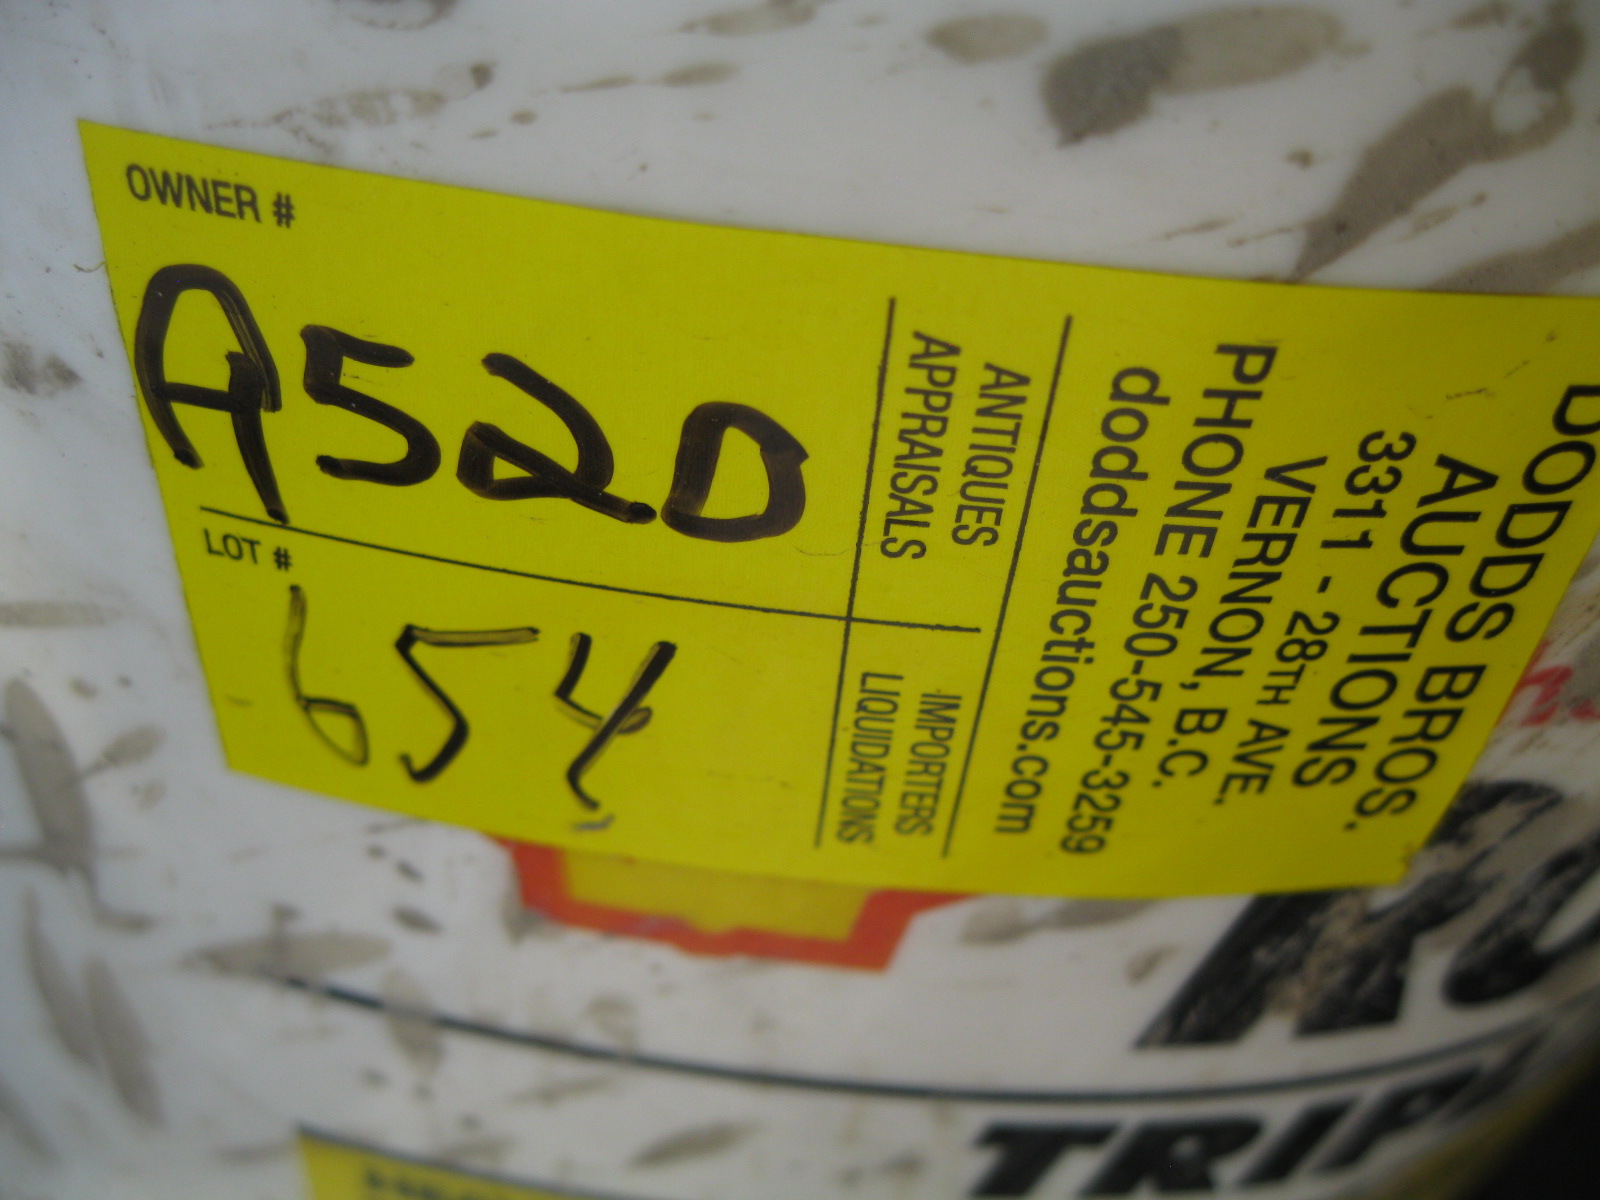 OWNER #
A520
LOT #
654
ANTIQUES
APPRAISALS
IMPORTERS
LIQUIDATIONS
DODDS BROS.
AUCTIONS
3311 - 28TH AVE.
VERNON, B.C.
PHONE 250-545-3259
doddsauctions.com